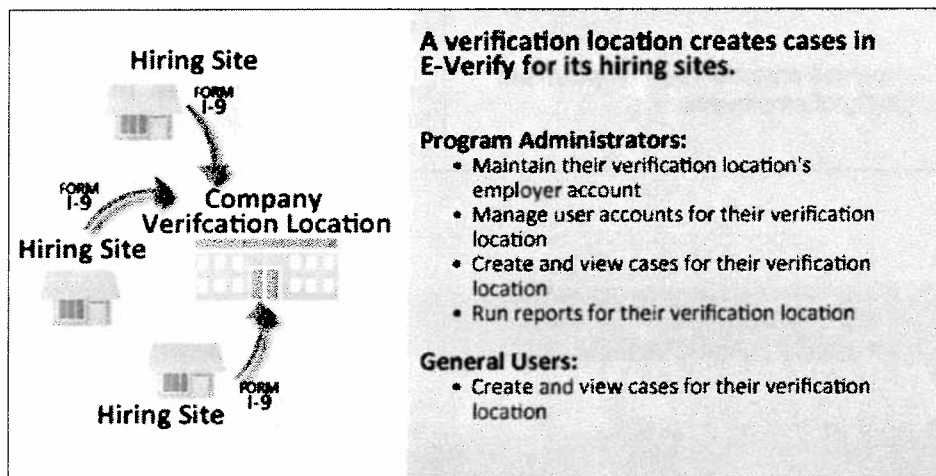 Hiring Site
FORM
I-9
FORM
I-9
Company
Verifcation Location
Hiring Site
FORM
I-9
Hiring Site
A verification location creates cases in
E-Verify for its hiring sites.
Program Administrators:
• Maintain their verification location's
employer account
• Manage user accounts for their verification
location
• Create and view cases for their verification
location
• Run reports for their verification location
General Users:
• Create and view cases for their verification
location